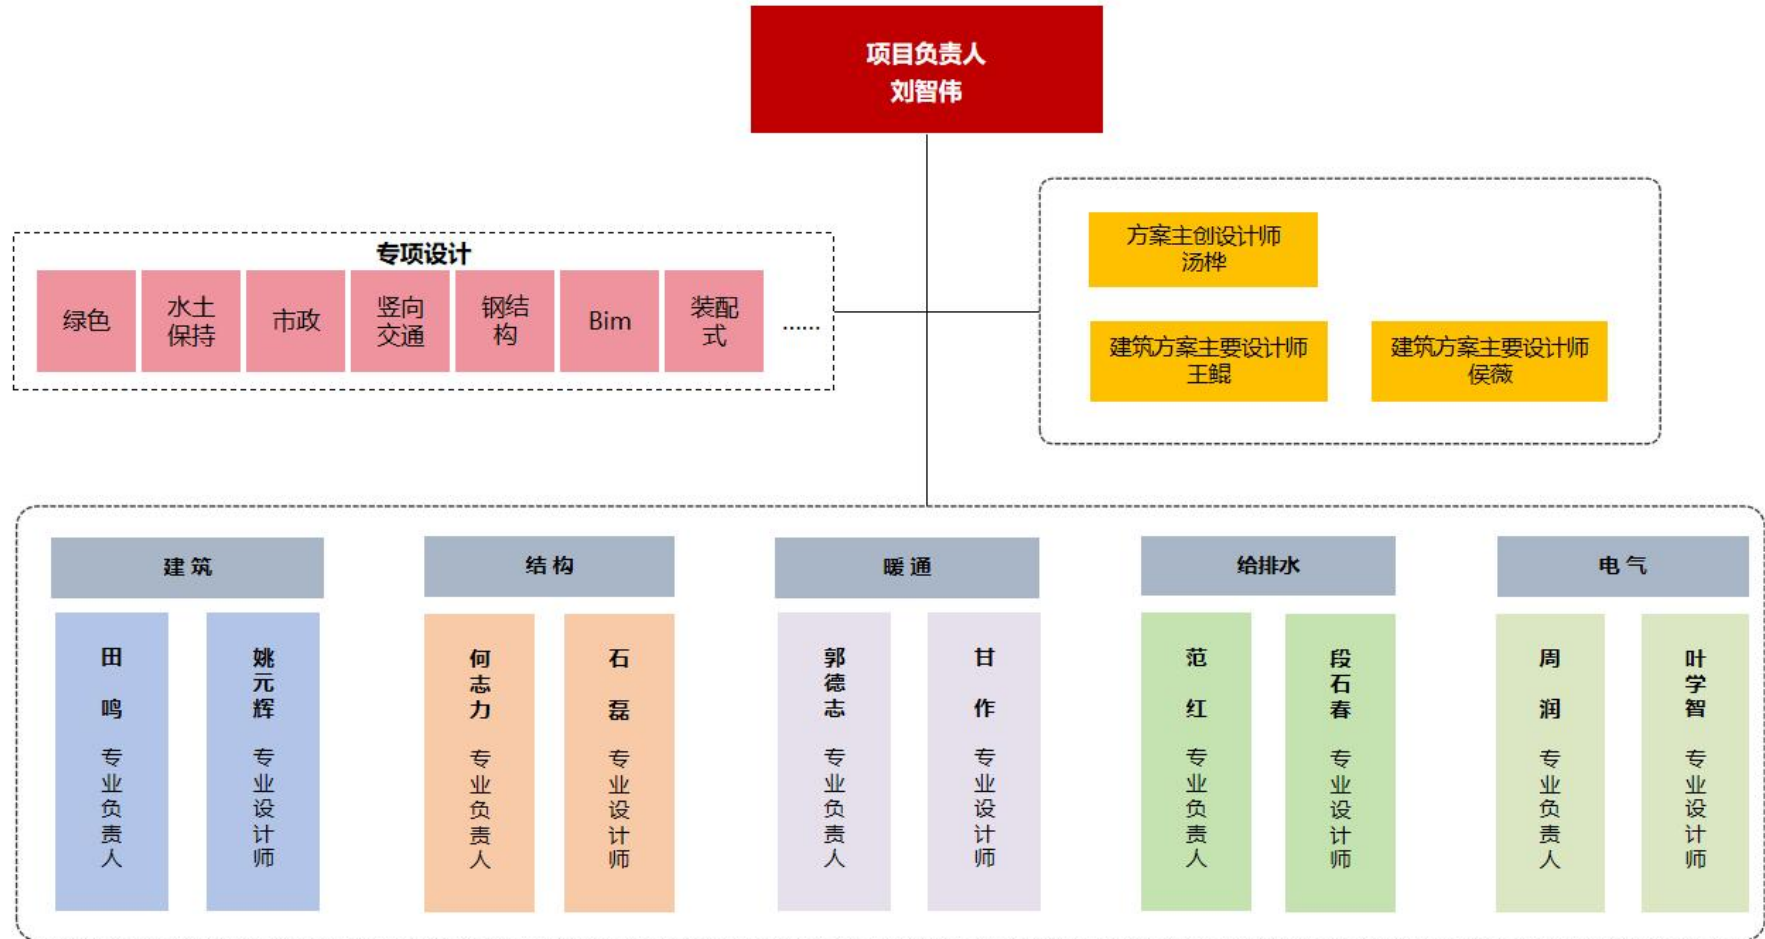 项目负责人
刘智伟
专项设计
绿色
水土
保持
市政
竖向
交通
钢结
构
Bim
装配
式
......
方案主创设计师
汤桦
建筑方案主要设计师
王鲲
建筑方案主要设计师
侯薇
建 筑
田 鸣 专业负责人
姚元辉 专业设计师
结 构
何志力 专业负责人
石 磊 专业设计师
暖 通
郭德志 专业负责人
甘 作 专业设计师
给排水
范 红 专业负责人
段石春 专业设计师
电 气
周 润 专业负责人
叶学智 专业设计师